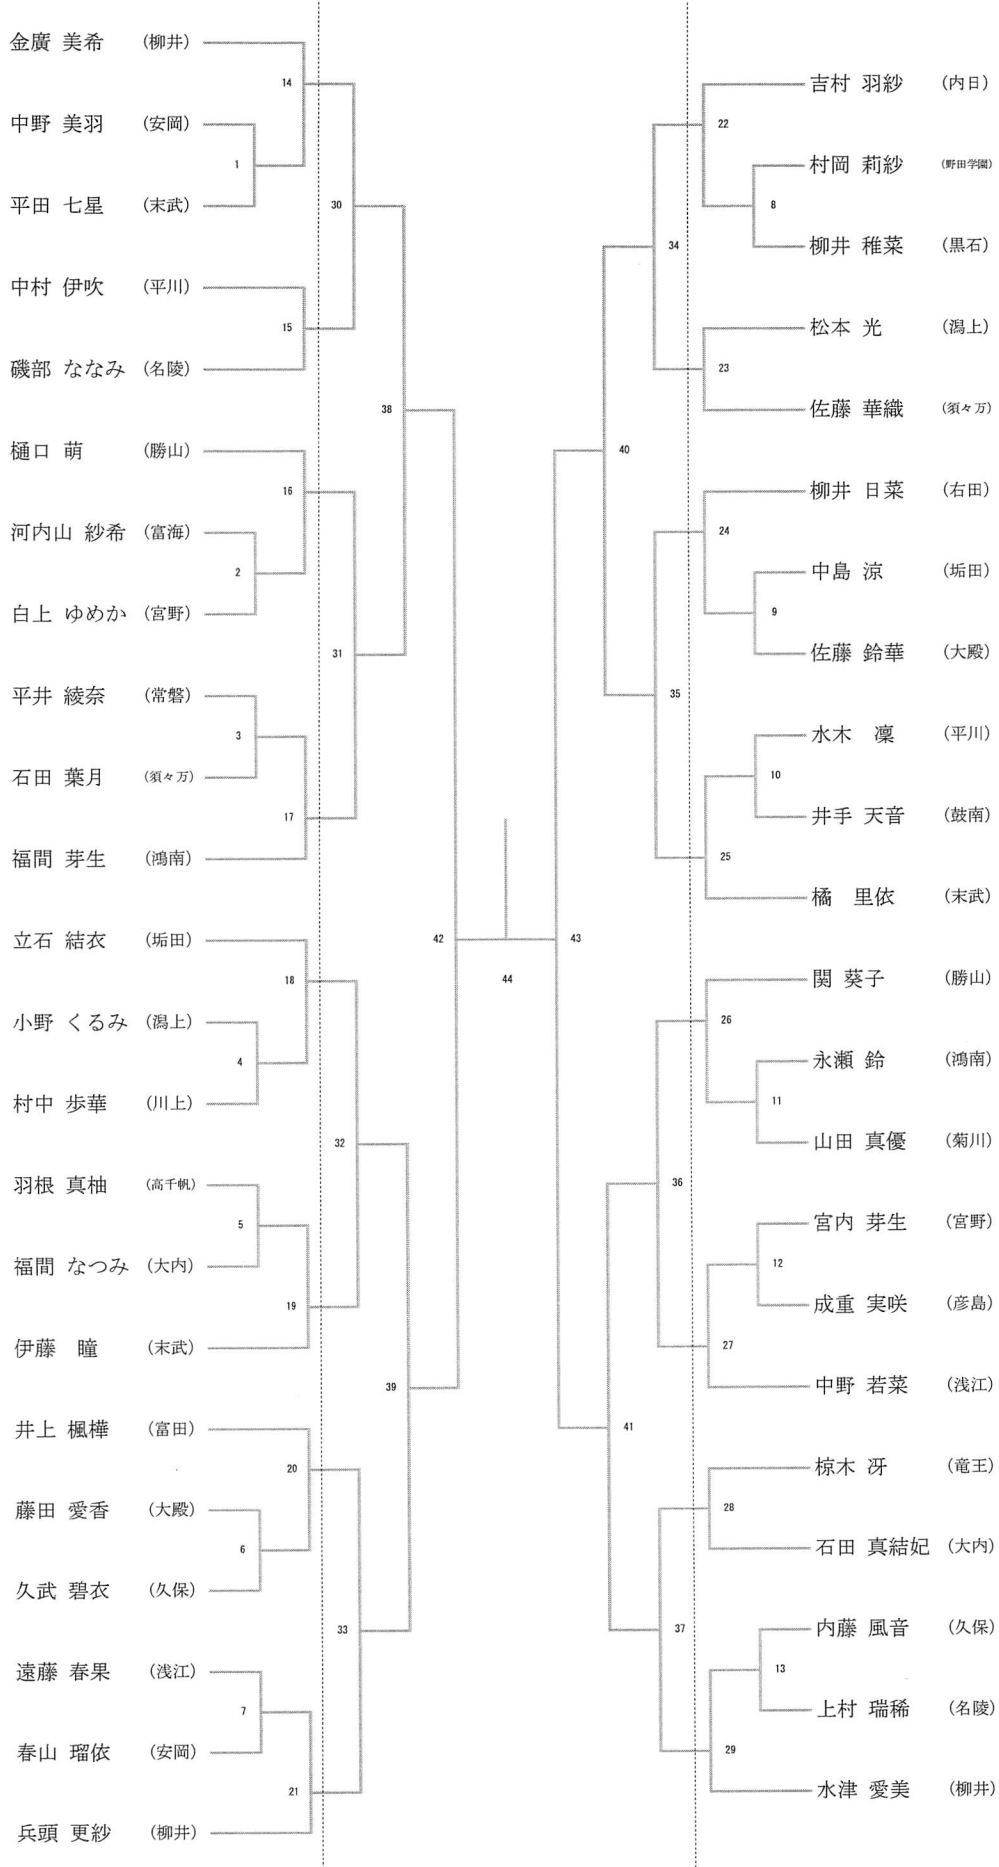 金廣 美希 (柳井)
14
中野 美羽 (安岡)
1
平田 七星 (末武)
30
中村 伊吹 (平川)
15
磯部 ななみ (名陵)
38
樋口 萌 (勝山)
16
河内山 紗希 (富海)
2
白上 ゆめか (宮野)
31
平井 綾奈 (常磐)
3
石田 葉月 (須々万)
17
福間 芽生 (鴻南)
立石 結衣 (垢田)
42
18
小野 くるみ (潟上)
4
村中 歩華 (川上)
32
羽根 真柚 (高千帆)
5
福間 なつみ (大内)
19
伊藤 瞳 (末武)
39
井上 楓樺 (富田)
20
藤田 愛香 (大殿)
6
久武 碧衣 (久保)
33
遠藤 春果 (浅江)
7
春山 瑠依 (安岡)
21
兵頭 更紗 (柳井)
44
吉村 羽紗 (内日)
22
村岡 莉紗 (野田学園)
8
柳井 稚菜 (黒石)
34
松本 光 (潟上)
23
佐藤 華織 (須々万)
40
柳井 日菜 (右田)
24
中島 涼 (垢田)
9
佐藤 鈴華 (大殿)
35
水木 凜 (平川)
10
井手 天音 (鼓南)
25
橘 里依 (末武)
43
関 葵子 (勝山)
26
永瀬 鈴 (鴻南)
11
山田 真優 (菊川)
36
宮内 芽生 (宮野)
12
成重 実咲 (彦島)
27
中野 若菜 (浅江)
41
椋木 冴 (竜王)
28
石田 真結妃 (大内)
37
内藤 風音 (久保)
13
上村 瑞稀 (名陵)
29
水津 愛美 (柳井)